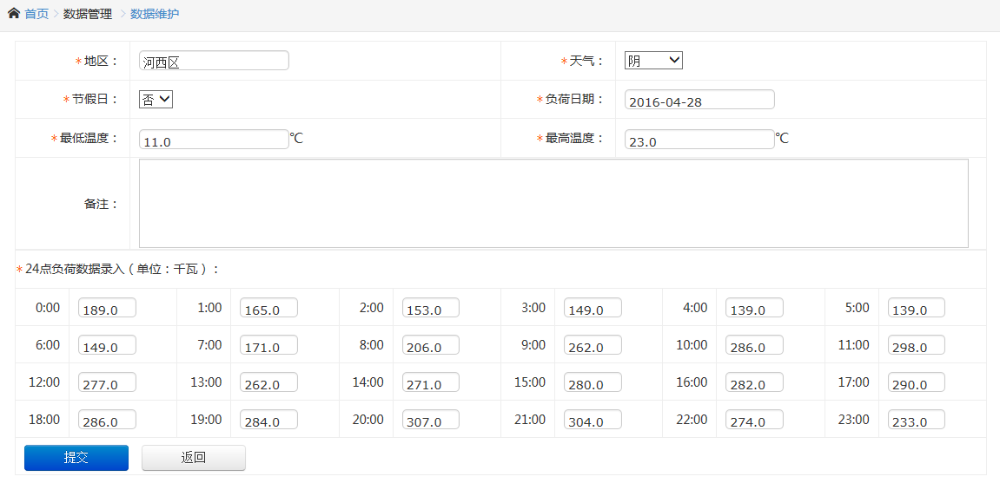 首页 数据管理 数据维护
*地区： 河西区 *天气： 阴
*节假日： 否 *负荷日期： 2016-04-28
*最低温度： 11.0 ℃ *最高温度： 23.0 ℃
备注：
*24点负荷数据录入（单位：千瓦）：
0:00 189.0 1:00 165.0 2:00 153.0 3:00 149.0 4:00 139.0 5:00 139.0
6:00 149.0 7:00 171.0 8:00 206.0 9:00 262.0 10:00 286.0 11:00 298.0
12:00 277.0 13:00 262.0 14:00 271.0 15:00 280.0 16:00 282.0 17:00 290.0
18:00 286.0 19:00 284.0 20:00 307.0 21:00 304.0 22:00 274.0 23:00 233.0
提交 返回